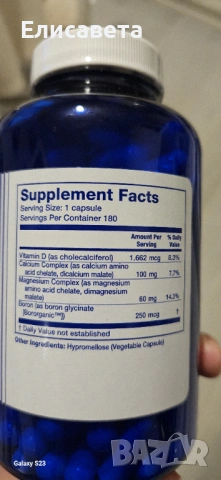 Елисавета
Supplement Facts
Serving Size: 1 capsule
Servings Per Container 180
Amount Per % Daily
Serving Value
Vitamin D (as cholecalciferol) 1.662 mcg 8.3%
Calcium Complex (as calcium amino
acid chelate, dicalcium malate) 100 mg 7.7%
Magnesium Complex (as magnesium
amino acid chelate, dimagnesium
malate) 60 mg 14.3%
Boron (as boron glycinate
[Bororganic™]) 250 mcg †
† Daily Value not established
Other Ingredients: Hypromellose (Vegetable Capsule)
Galaxy S23
BAZAR